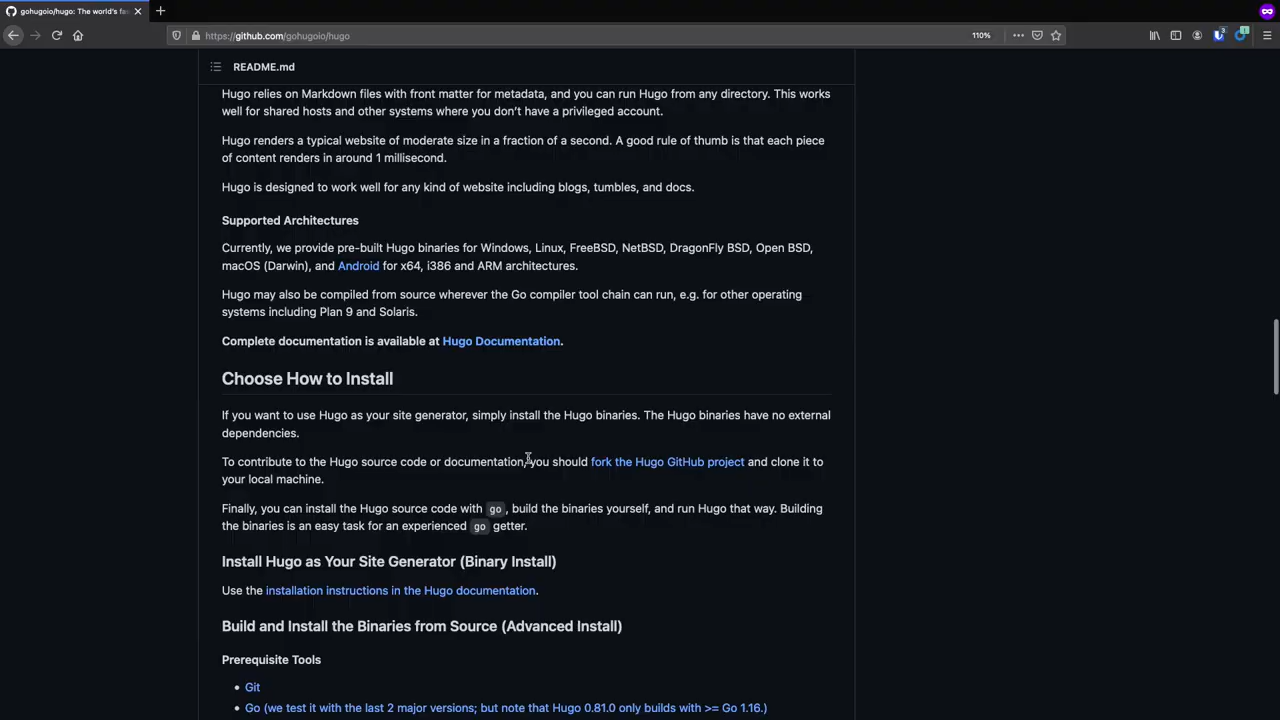 gohugoio/hugo: The world's fa
https://github.com/gohugoio/hugo
110%
README.md
Hugo relies on Markdown files with front matter for metadata, and you can run Hugo from any directory. This works
well for shared hosts and other systems where you don’t have a privileged account.
Hugo renders a typical website of moderate size in a fraction of a second. A good rule of thumb is that each piece
of content renders in around 1 millisecond.
Hugo is designed to work well for any kind of website including blogs, tumbles, and docs.
Supported Architectures
Currently, we provide pre-built Hugo binaries for Windows, Linux, FreeBSD, NetBSD, DragonFly BSD, Open BSD,
macOS (Darwin), and Android for x64, i386 and ARM architectures.
Hugo may also be compiled from source wherever the Go compiler tool chain can run, e.g. for other operating
systems including Plan 9 and Solaris.
Complete documentation is available at Hugo Documentation.
Choose How to Install
If you want to use Hugo as your site generator, simply install the Hugo binaries. The Hugo binaries have no external
dependencies.
To contribute to the Hugo source code or documentation, you should fork the Hugo GitHub project and clone it to
your local machine.
Finally, you can install the Hugo source code with go, build the binaries yourself, and run Hugo that way. Building
the binaries is an easy task for an experienced go getter.
Install Hugo as Your Site Generator (Binary Install)
Use the installation instructions in the Hugo documentation.
Build and Install the Binaries from Source (Advanced Install)
Prerequisite Tools
• Git
• Go (we test it with the last 2 major versions; but note that Hugo 0.81.0 only builds with >= Go 1.16.)